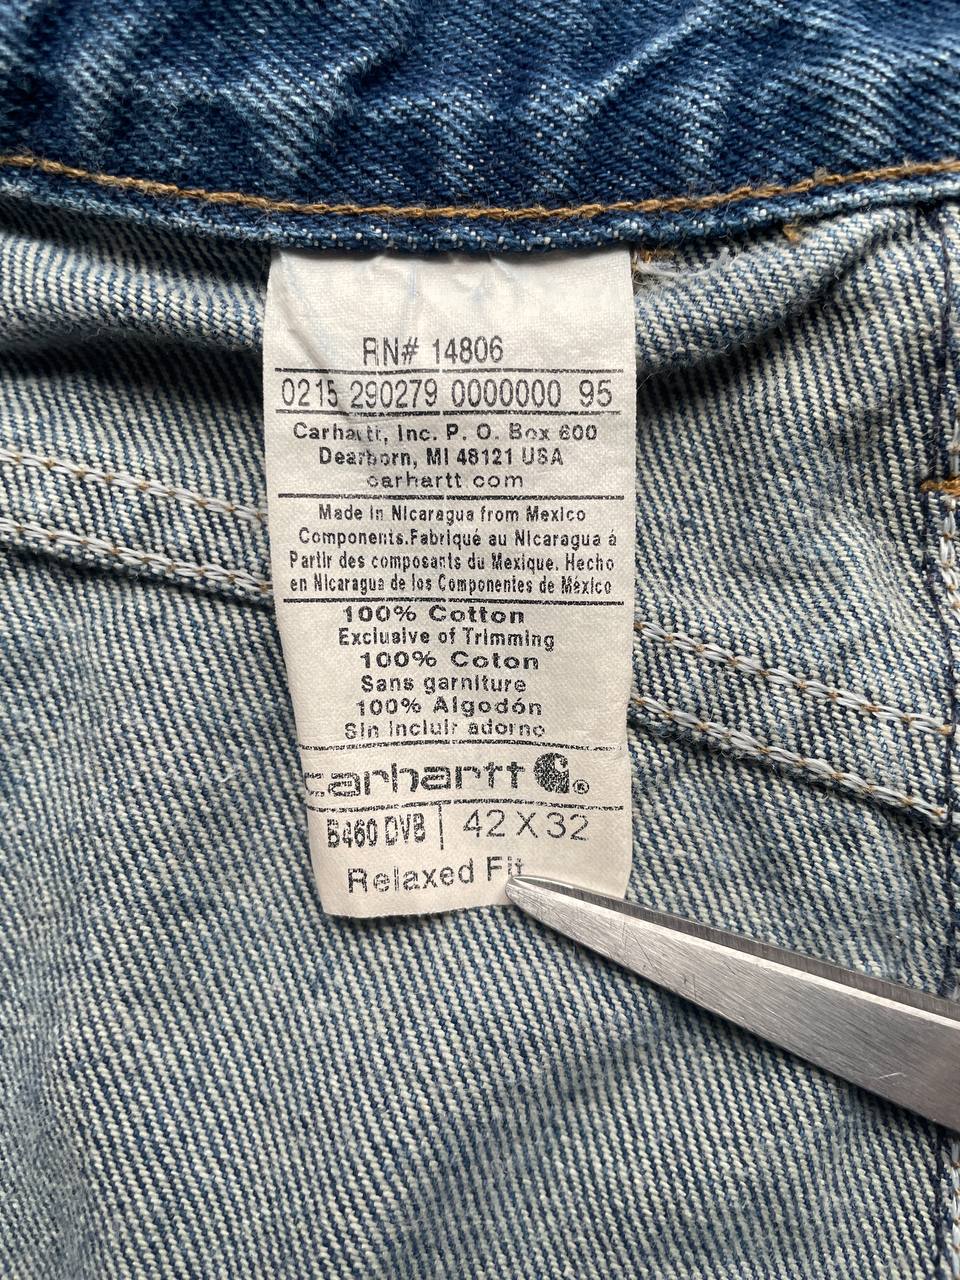 RN# 14806
0215 290279 0000000 95
Carhartt, Inc. P. O. Box 600
Dearborn, MI 48121 USA
carhartt.com
Made in Nicaragua from Mexico
Components.Fabriqué au Nicaragua à
Partir des composants du Mexique. Hecho
en Nicaragua de los Componentes de México
100% Cotton
Exclusive of Trimming
100% Coton
Sans garniture
100% Algodón
Sin incluir adorno
carhartt ®
B460 DVB | 42 X 32
Relaxed Fit